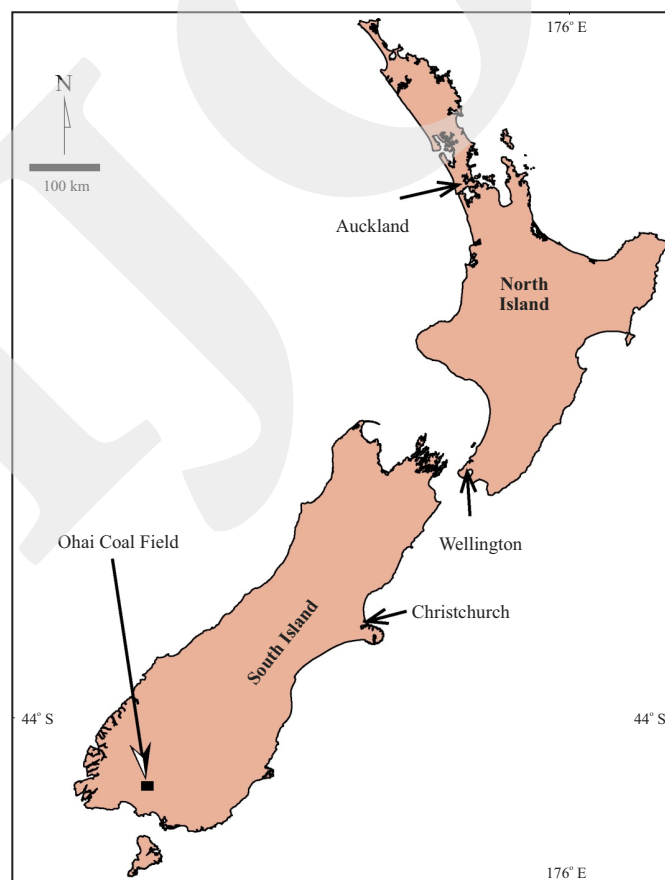 176° E
N
100 km
Auckland
North
Island
Ohai Coal Field
Wellington
Christchurch
South Island
44° S
44° S
176° E